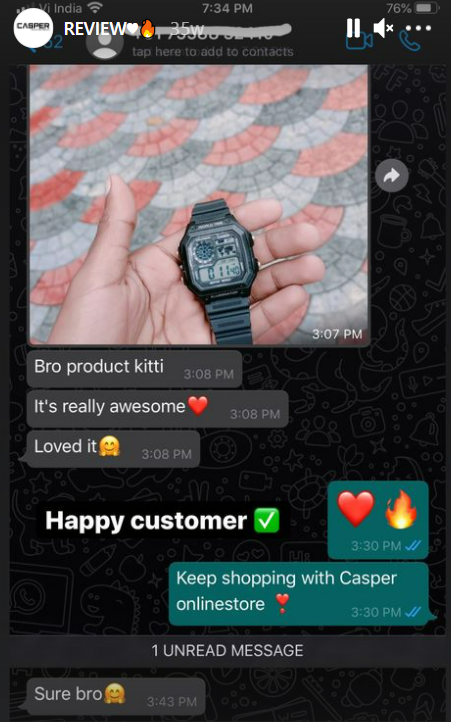 Vi India 7:34 PM 76%
CASPER REVIEW♥🔥 35w
tap here to add to contacts
3:07 PM
Bro product kitti 3:08 PM
It's really awesome❤️ 3:08 PM
Loved it🤗 3:08 PM
Happy customer ✅
❤️ 🔥
3:30 PM
Keep shopping with Casper
onlinestore ❣️ 3:30 PM
1 UNREAD MESSAGE
Sure bro🤗 3:43 PM